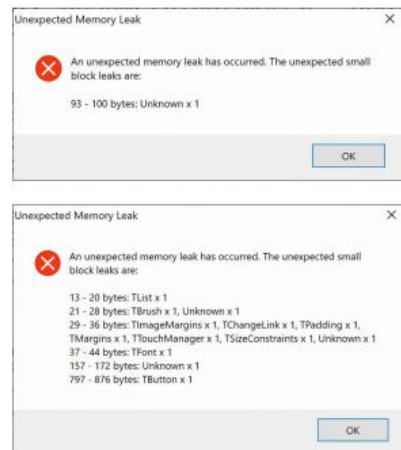 Unexpected Memory Leak
An unexpected memory leak has occurred. The unexpected small
block leaks are:
93 - 100 bytes: Unknown x 1
OK
Unexpected Memory Leak
An unexpected memory leak has occurred. The unexpected small
block leaks are:
13 - 20 bytes: TList x 1
21 - 28 bytes: TBrush x 1, Unknown x 1
29 - 36 bytes: TImageMargins x 1, TChangeLink x 1, TPadding x 1,
TMargins x 1, TTouchManager x 1, TSizeConstraints x 1, Unknown x 1
37 - 44 bytes: TFont x 1
157 - 172 bytes: Unknown x 1
797 - 876 bytes: TButton x 1
OK